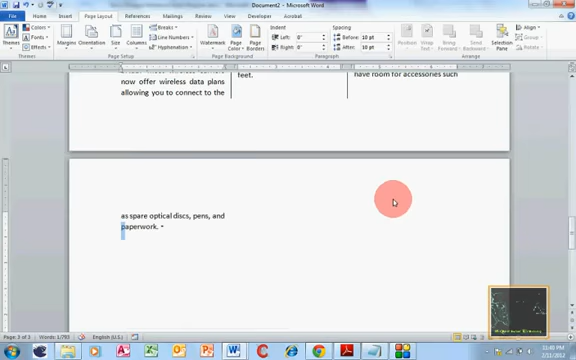 Document2 - Microsoft Word
File Home Page Layout References Mailings Review View Developer Acrobat
Themes
Colors
Fonts
Effects
Margins Orientation Size Columns
Breaks
Line Numbers
Hyphenation
Watermark Page Color Page Borders
Indent
Left: 0"
Right: 0"
Spacing
Before: 10 pt
After: 10 pt
Position Wrap Text Bring Forward Send Backward Selection Pane
Align
Group
Rotate
Themes Page Setup Page Background Paragraph Arrange
now offer wireless data plans
allowing you to connect to the
feet.
have room for accessories such
as spare optical discs, pens, and
paperwork.
Page: 3 of 3 Words: 1/793 English (U.S.)